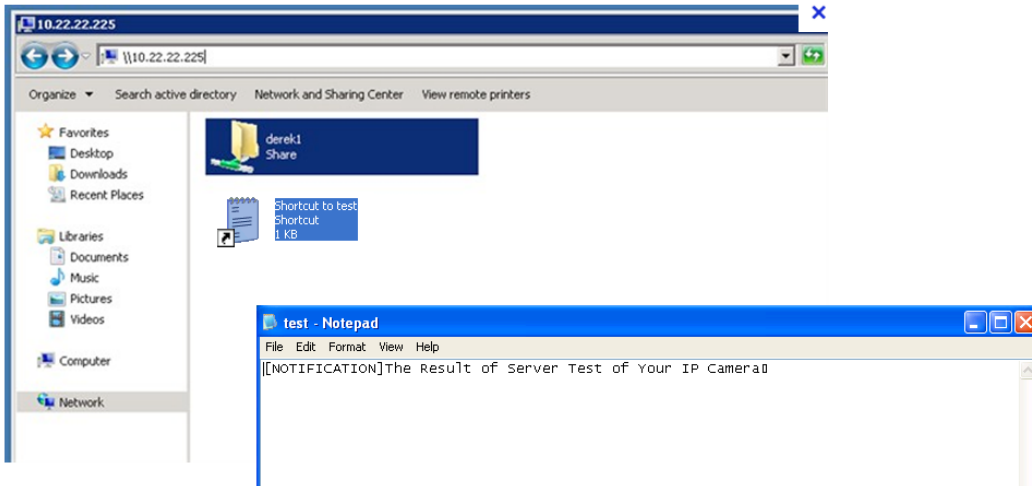 10.22.22.225
\\10.22.22.225
Organize Search active directory Network and Sharing Center View remote printers
Favorites
Desktop
Downloads
Recent Places
Libraries
Documents
Music
Pictures
Videos
Computer
Network
derek1
Share
Shortcut to test
Shortcut
1 KB
test - Notepad
File Edit Format View Help
[NOTIFICATION]The Result of Server Test of Your IP Camera▯